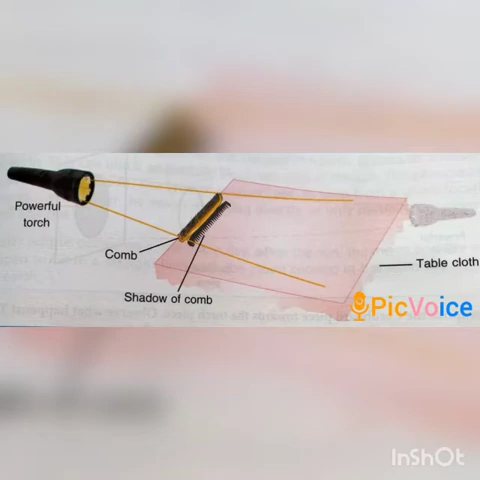 Powerful
torch
Comb
Shadow of comb
Table cloth
PicVoice
InShOt